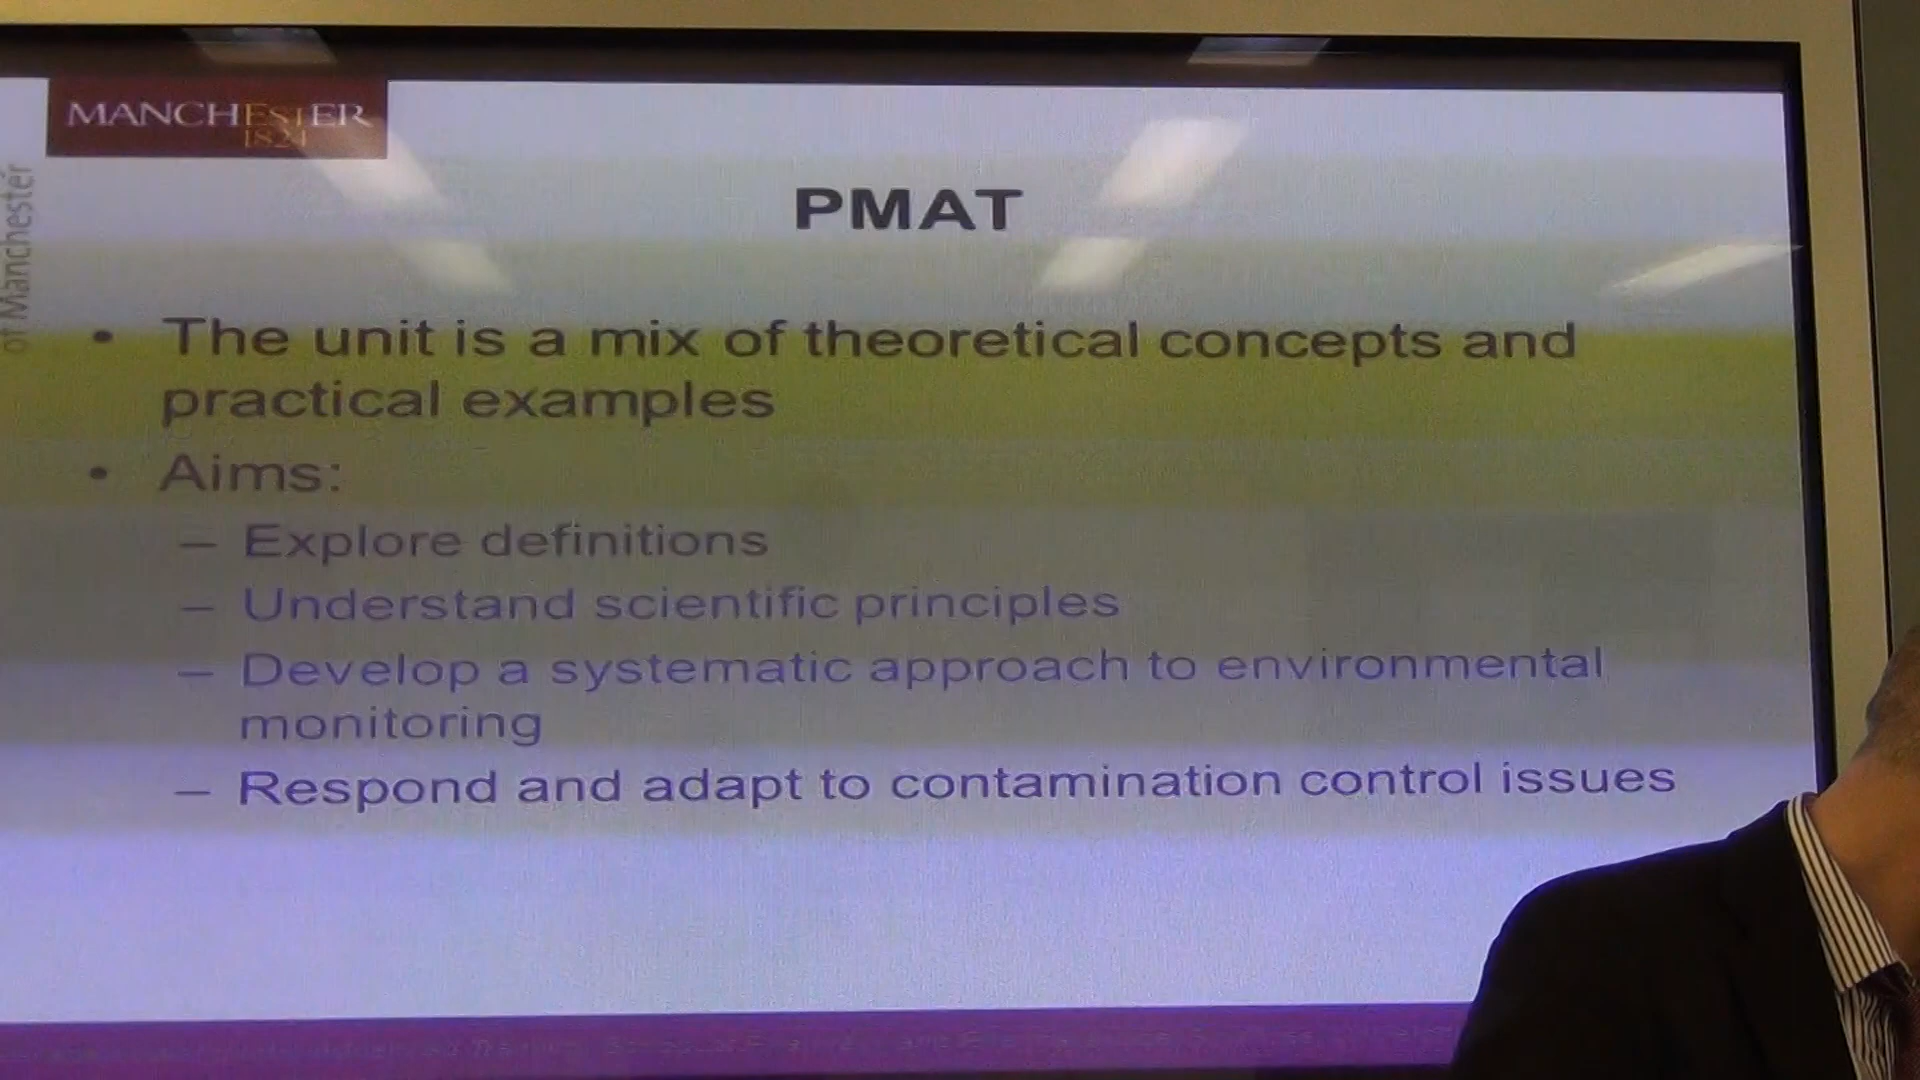 MANCHESTER
1824
of Manchester
PMAT
• The unit is a mix of theoretical concepts and
practical examples
• Aims:
– Explore definitions
– Understand scientific principles
– Develop a systematic approach to environmental
monitoring
– Respond and adapt to contamination control issues